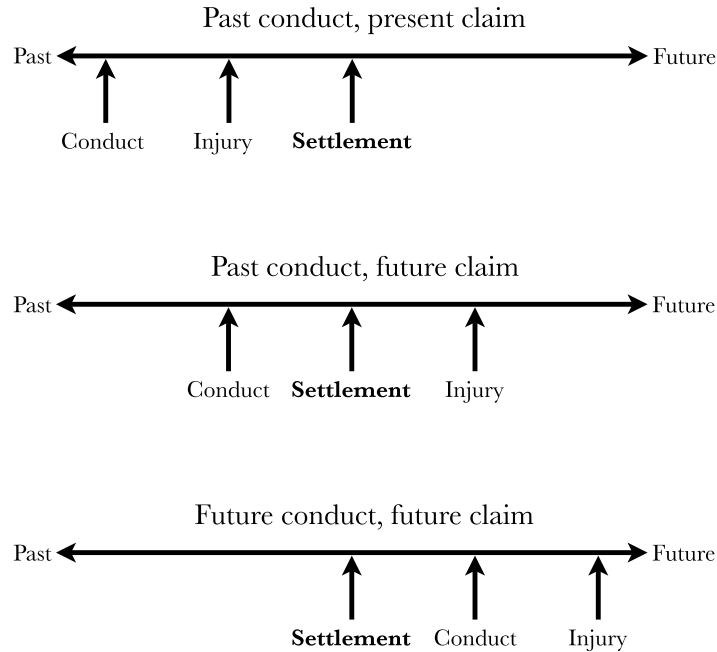 Past conduct, present claim
Past Future
Conduct Injury Settlement
Past conduct, future claim
Past Future
Conduct Settlement Injury
Future conduct, future claim
Past Future
Settlement Conduct Injury